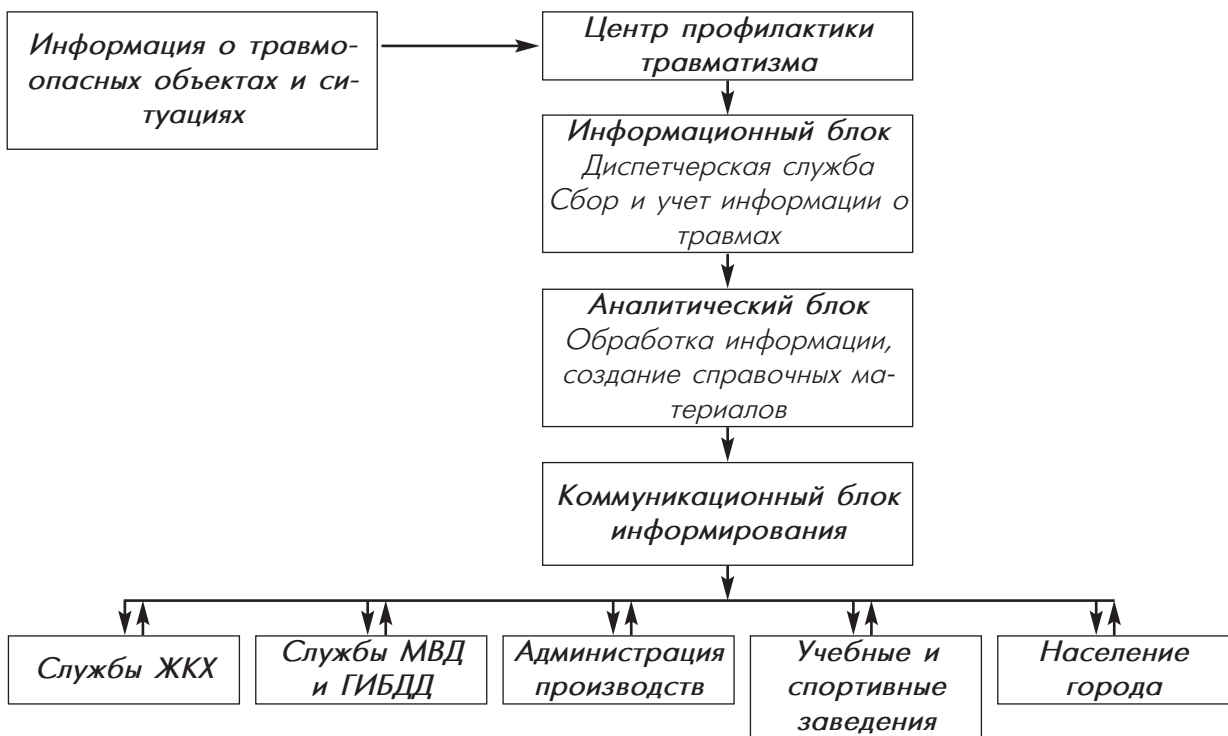 Информация о травмо-
опасных объектах и си-
туациях
Центр профилактики
травматизма
Информационный блок
Диспетчерская служба
Сбор и учет информации о
травмах
Аналитический блок
Обработка информации,
создание справочных ма-
териалов
Коммуникационный блок
информирования
Службы ЖКХ
Службы МВД
и ГИБДД
Администрация
производств
Учебные и
спортивные
заведения
Население
города